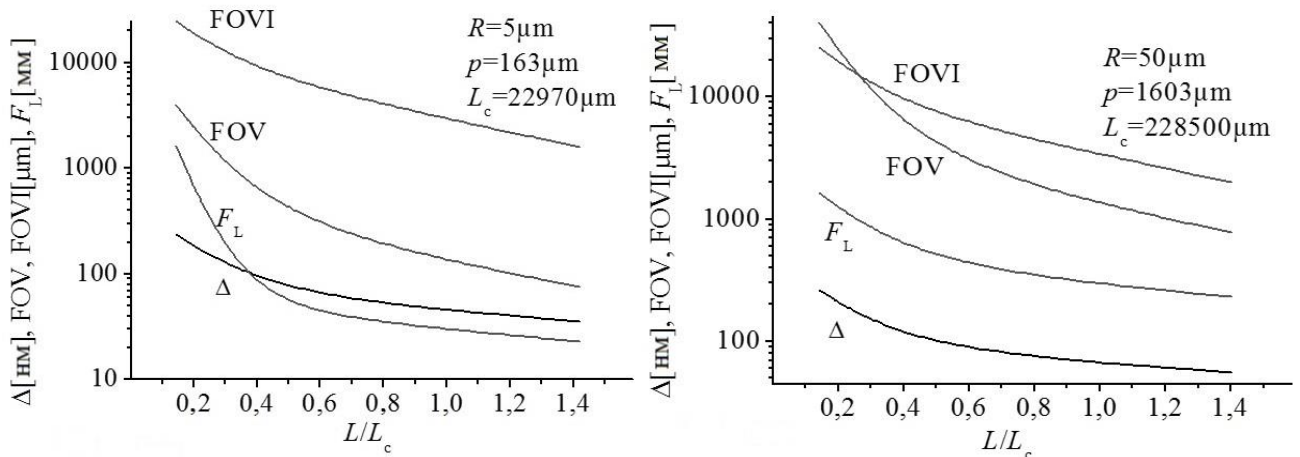 Δ[нм], FOV, FOVI[μm], F_L[мм]
10000
1000
100
10
FOVI
FOV
F_L
Δ
R=5μm
p=163μm
L_c=22970μm
0,2 0,4 0,6 0,8 1,0 1,2 1,4
L/L_c
Δ[нм], FOV, FOVI[μm], F_L[мм]
10000
1000
100
FOVI
FOV
F_L
Δ
R=50μm
p=1603μm
L_c=228500μm
0,2 0,4 0,6 0,8 1,0 1,2 1,4
L/L_c